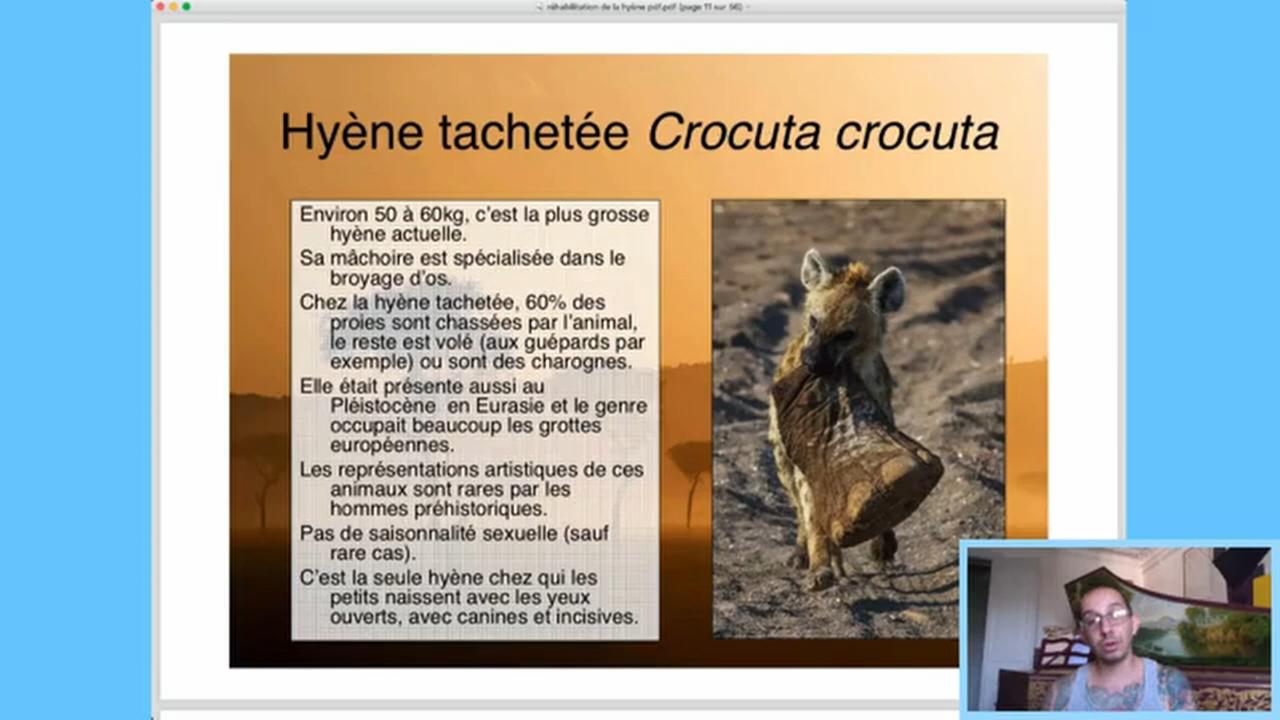 réhabilitation de la hyène pdf.pdf (page 11 sur 56)
Hyène tachetée Crocuta crocuta
Environ 50 à 60kg, c'est la plus grosse
hyène actuelle.
Sa mâchoire est spécialisée dans le
broyage d'os.
Chez la hyène tachetée, 60% des
proies sont chassées par l'animal,
le reste est volé (aux guépards par
exemple) ou sont des charognes.
Elle était présente aussi au
Pléistocène en Eurasie et le genre
occupait beaucoup les grottes
européennes.
Les représentations artistiques de ces
animaux sont rares par les
hommes préhistoriques.
Pas de saisonnalité sexuelle (sauf
rare cas).
C'est la seule hyène chez qui les
petits naissent avec les yeux
ouverts, avec canines et incisives.